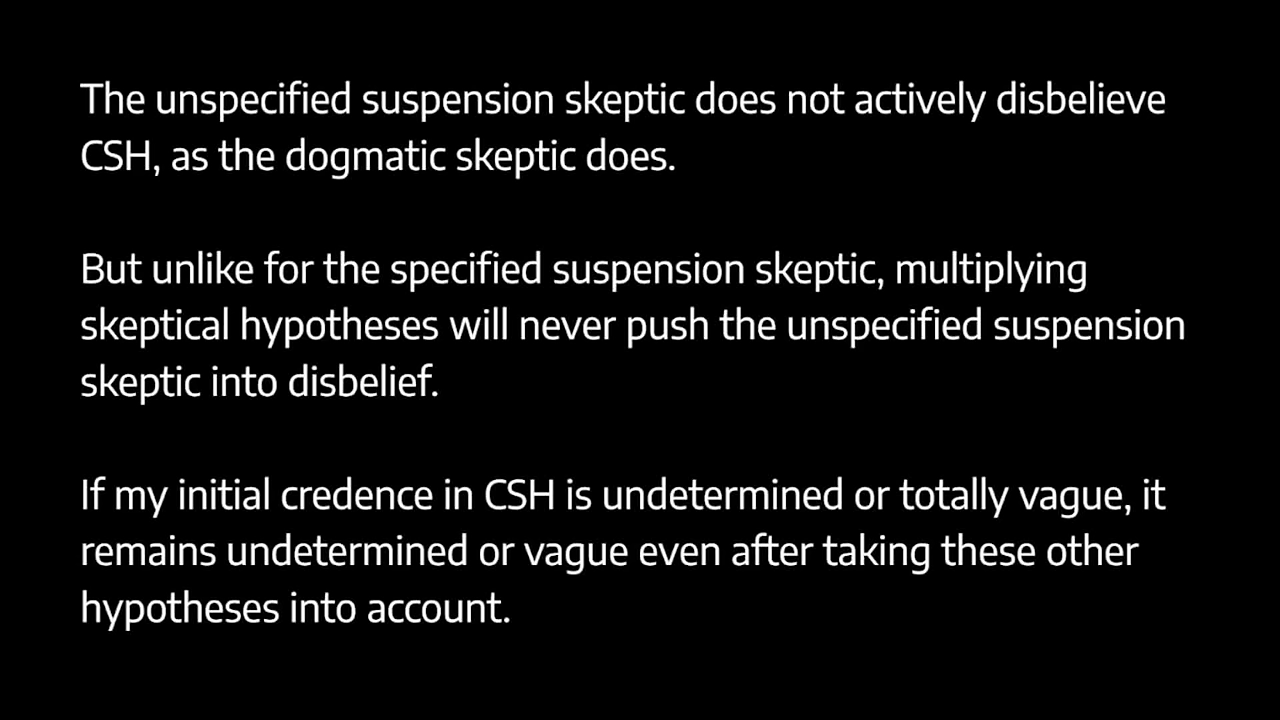 The unspecified suspension skeptic does not actively disbelieve
CSH, as the dogmatic skeptic does.
But unlike for the specified suspension skeptic, multiplying
skeptical hypotheses will never push the unspecified suspension
skeptic into disbelief.
If my initial credence in CSH is undetermined or totally vague, it
remains undetermined or vague even after taking these other
hypotheses into account.